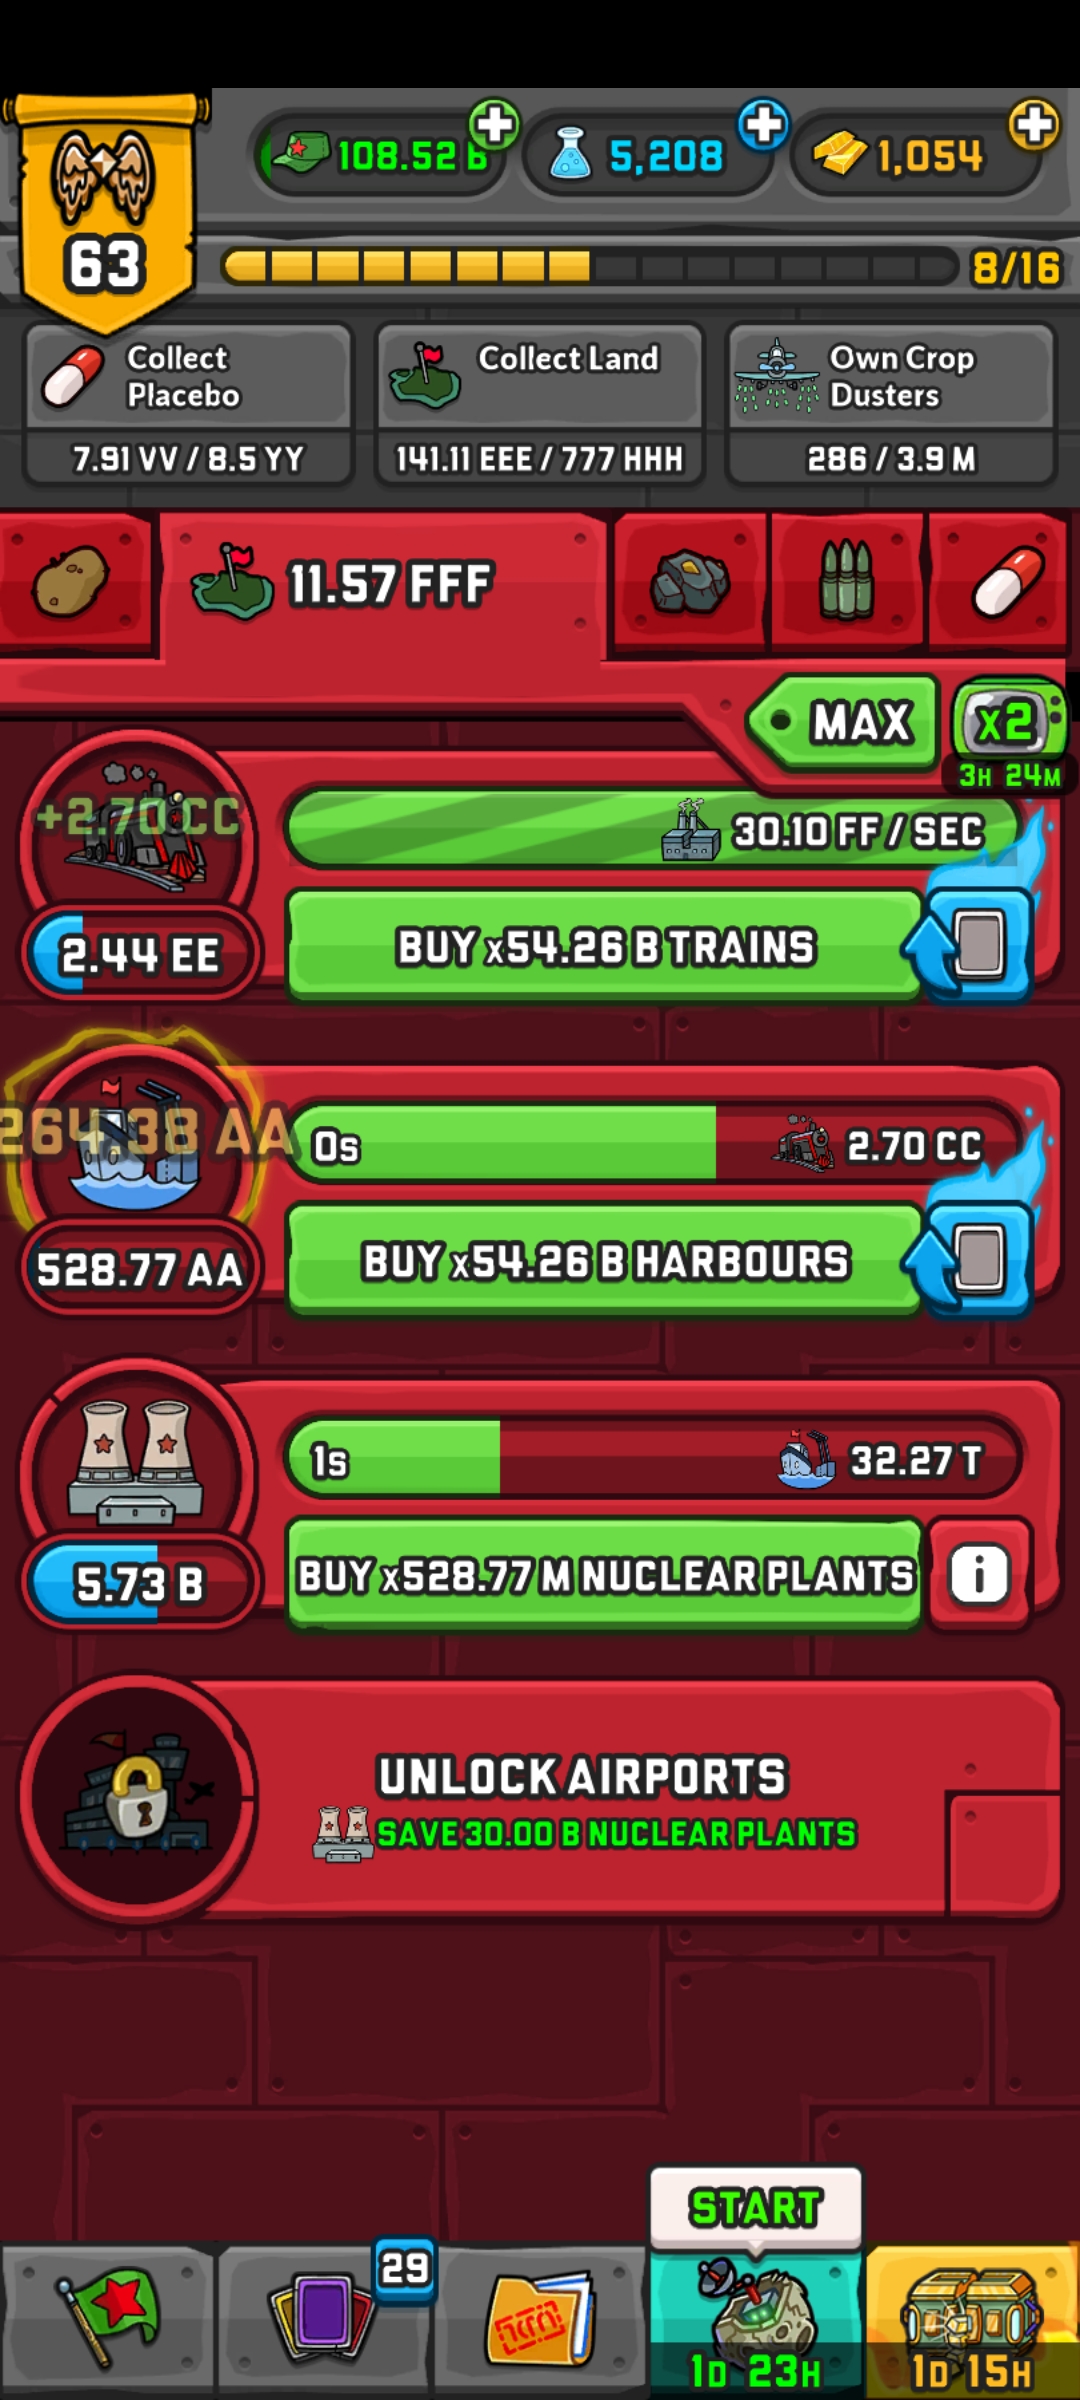 63
108.52 B
5,208
1,054
8/16
Collect
Placebo
7.91 VV / 8.5 YY
Collect Land
141.11 EEE / 777 HHH
Own Crop
Dusters
286 / 3.9 M
11.57 FFF
MAX
x2
3H 24M
+2.70 CC
30.10 FF / SEC
2.44 EE
BUY x54.26 B TRAINS
264.38 AA
0s
2.70 CC
528.77 AA
BUY x54.26 B HARBOURS
1s
32.27 T
5.73 B
BUY x528.77 M NUCLEAR PLANTS
i
UNLOCK AIRPORTS
SAVE 30.00 B NUCLEAR PLANTS
START
29
1D 23H
1D 15H